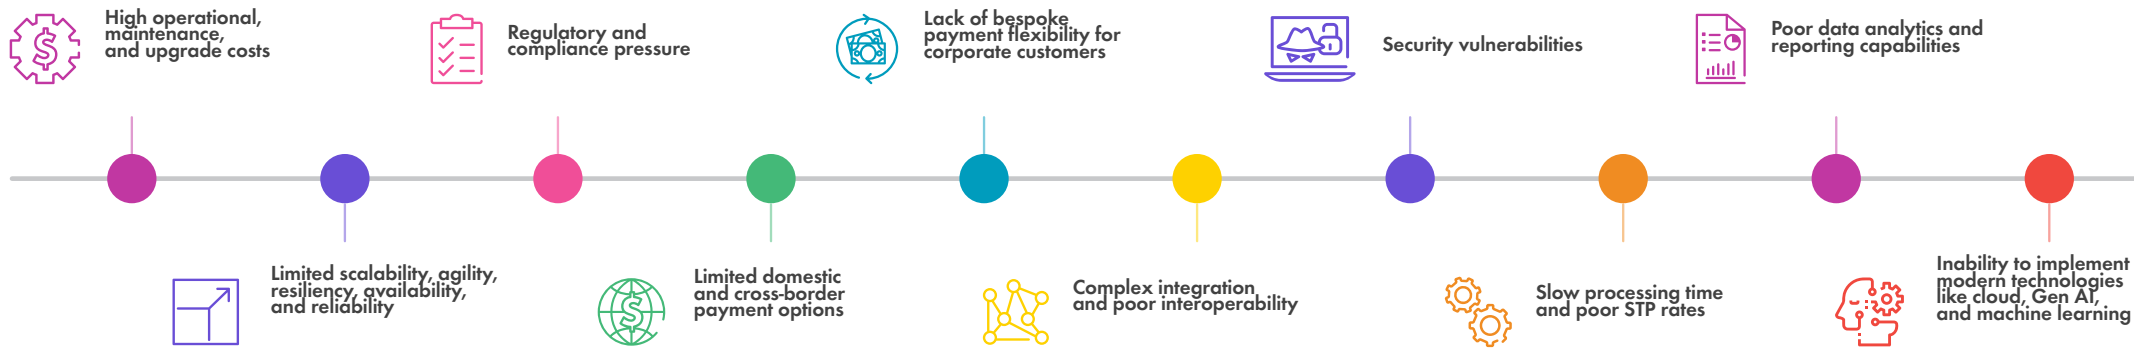 High operational,
maintenance,
and upgrade costs
Limited scalability, agility,
resiliency, availability,
and reliability
Regulatory and
compliance pressure
Limited domestic
and cross-border
payment options
Lack of bespoke
payment flexibility for
corporate customers
Complex integration
and poor interoperability
Security vulnerabilities
Slow processing time
and poor STP rates
Poor data analytics and
reporting capabilities
Inability to implement
modern technologies
like cloud, Gen AI,
and machine learning